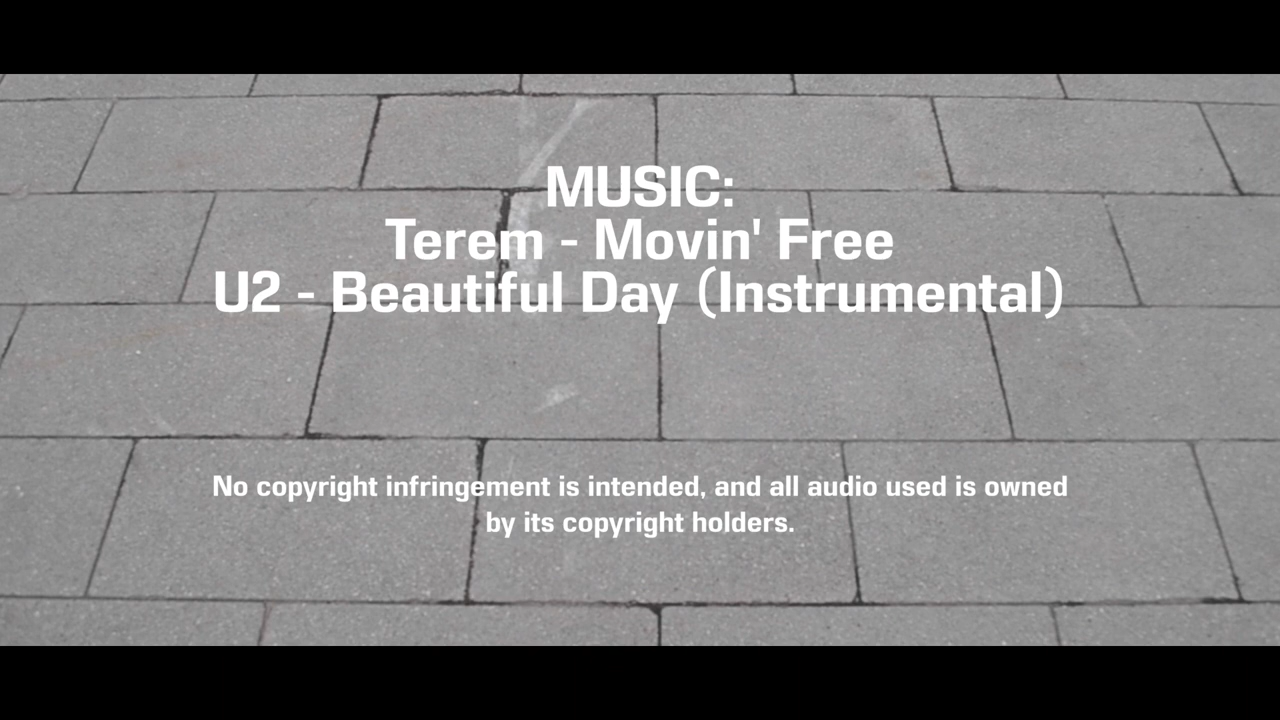 MUSIC:
Terem - Movin' Free
U2 - Beautiful Day (Instrumental)
No copyright infringement is intended, and all audio used is owned
by its copyright holders.